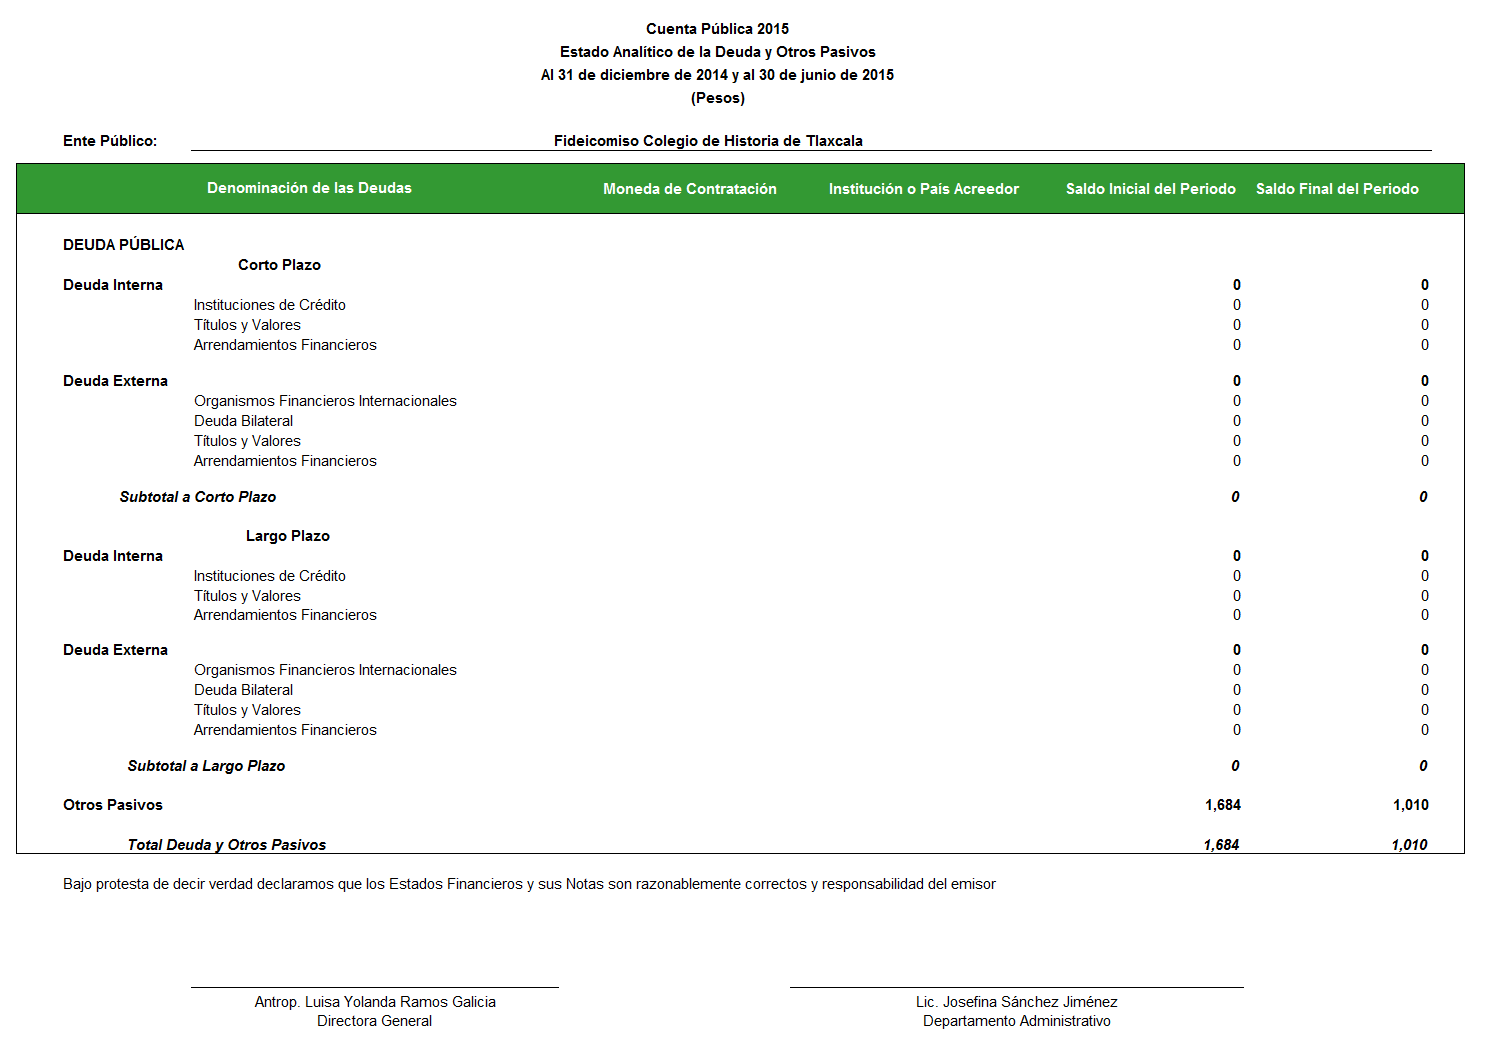 Cuenta Pública 2015
Estado Analítico de la Deuda y Otros Pasivos
Al 31 de diciembre de 2014 y al 30 de junio de 2015
(Pesos)
Ente Público: Fideicomiso Colegio de Historia de Tlaxcala
Denominación de las Deudas Moneda de Contratación Institución o País Acreedor Saldo Inicial del Periodo Saldo Final del Periodo
DEUDA PÚBLICA
Corto Plazo
Deuda Interna 0 0
Instituciones de Crédito 0 0
Títulos y Valores 0 0
Arrendamientos Financieros 0 0
Deuda Externa 0 0
Organismos Financieros Internacionales 0 0
Deuda Bilateral 0 0
Títulos y Valores 0 0
Arrendamientos Financieros 0 0
Subtotal a Corto Plazo 0 0
Largo Plazo
Deuda Interna 0 0
Instituciones de Crédito 0 0
Títulos y Valores 0 0
Arrendamientos Financieros 0 0
Deuda Externa 0 0
Organismos Financieros Internacionales 0 0
Deuda Bilateral 0 0
Títulos y Valores 0 0
Arrendamientos Financieros 0 0
Subtotal a Largo Plazo 0 0
Otros Pasivos 1,684 1,010
Total Deuda y Otros Pasivos 1,684 1,010
Bajo protesta de decir verdad declaramos que los Estados Financieros y sus Notas son razonablemente correctos y responsabilidad del emisor
Antrop. Luisa Yolanda Ramos Galicia Lic. Josefina Sánchez Jiménez
Directora General Departamento Administrativo